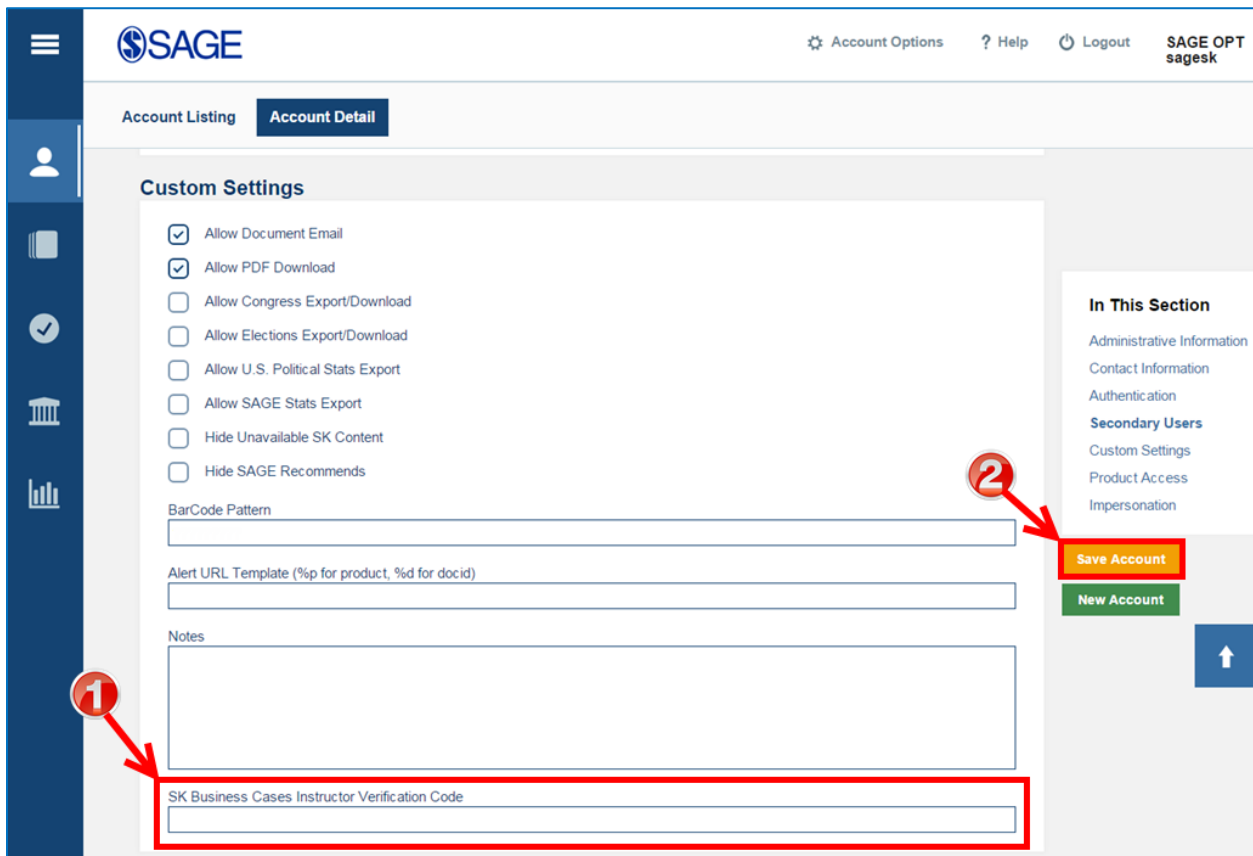 SAGE
Account Options
? Help
Logout
SAGE OPT
sagesk
Account Listing
Account Detail
Custom Settings
Allow Document Email
Allow PDF Download
Allow Congress Export/Download
Allow Elections Export/Download
Allow U.S. Political Stats Export
Allow SAGE Stats Export
Hide Unavailable SK Content
Hide SAGE Recommends
BarCode Pattern
Alert URL Template (%p for product, %d for docid)
Notes
1
SK Business Cases Instructor Verification Code
In This Section
Administrative Information
Contact Information
Authentication
Secondary Users
Custom Settings
Product Access
Impersonation
2
Save Account
New Account